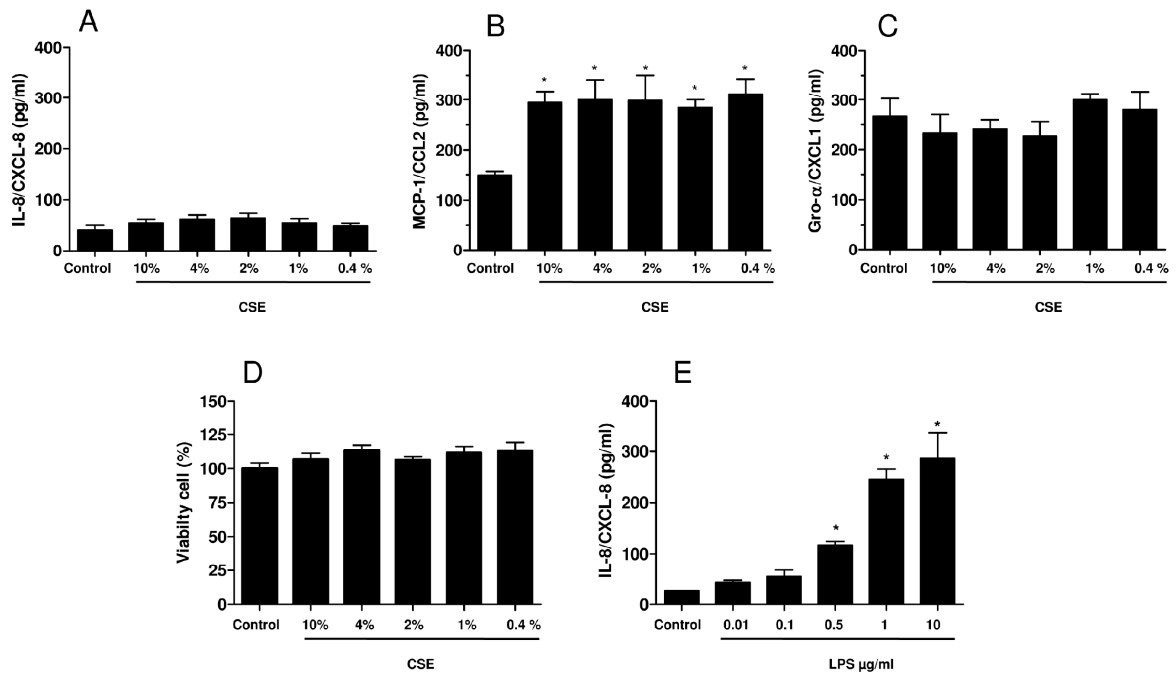 A
IL-8/CXCL-8 (pg/ml)
400
300
200
100
0
Control 10% 4% 2% 1% 0.4 %
CSE
B
MCP-1/CCL2 (pg/ml)
400
300
200
100
0
* * * * *
Control 10% 4% 2% 1% 0.4 %
CSE
C
Gro-α/CXCL1 (pg/ml)
400
300
200
100
0
Control 10% 4% 2% 1% 0.4 %
CSE
D
Viabilty cell (%)
150
125
100
75
50
25
0
Control 10% 4% 2% 1% 0.4 %
CSE
E
IL-8/CXCL-8 (pg/ml)
400
300
200
100
0
* * *
Control 0.01 0.1 0.5 1 10
LPS µg/ml